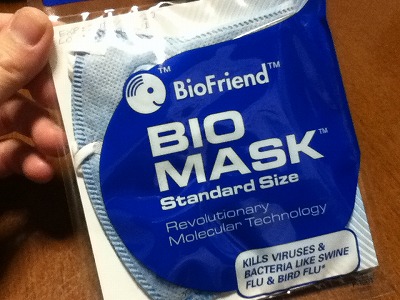 BioFriend™
BIO
MASK™
Standard Size
Revolutionary
Molecular Technology
KILLS VIRUSES &
BACTERIA LIKE SWINE
FLU & BIRD FLU*